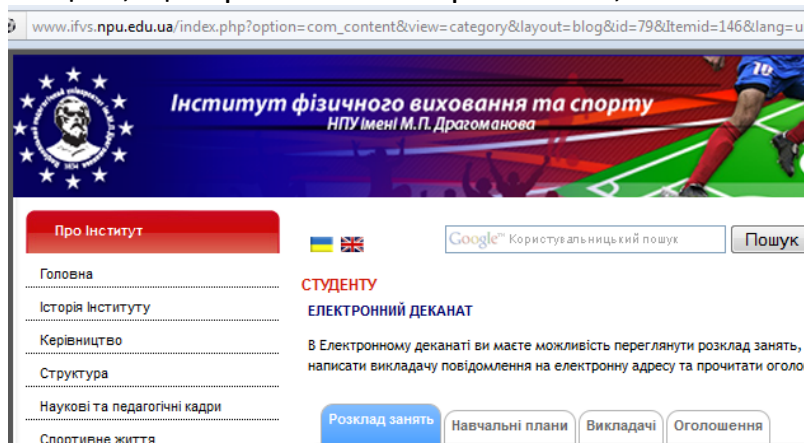 www.ifvs.npu.edu.ua/index.php?option=com_content&view=category&layout=blog&id=79&Itemid=146&lang=u
Інститут фізичного виховання та спорту
НПУ імені М.П. Драгоманова
10
Про Інститут
Google™ Користувальницький пошук
Пошук
Головна
Історія Інституту
Керівництво
Структура
Наукові та педагогічні кадри
Спортивне життя
СТУДЕНТУ
ЕЛЕКТРОННИЙ ДЕКАНАТ
В Електронному деканаті ви маєте можливість переглянути розклад занять,
написати викладачу повідомлення на електронну адресу та прочитати оголо
Розклад занять
Навчальні плани
Викладачі
Оголошення